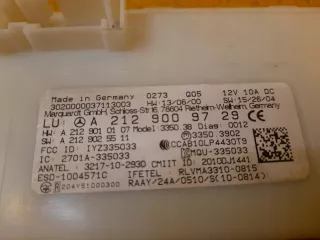 Made in Germany 0273 Q05 12V 10A DC
3020000037113003 HW:13/06/00 SW:15/26/04
Marquardt GmbH, Schloss-Str.16, 78604 Rietheim-Weilheim, Germany
LU: A 212 900 97 29 CE
HW: A 212 901 01 07 Model 3350.38 Diag: 0012
SW: A 212 902 55 11 3350.3902
FCC ID: IYZ335033 CCAB10LP4430T9
IC: 2701A-335033 MQU-335033
ANATEL: 3217-10-2930 CMIIT ID: 2010DJ1441
ESD-1004571C IFETEL: RLVMA3310-0815
RAAY/24A/0510/S(10-0814)